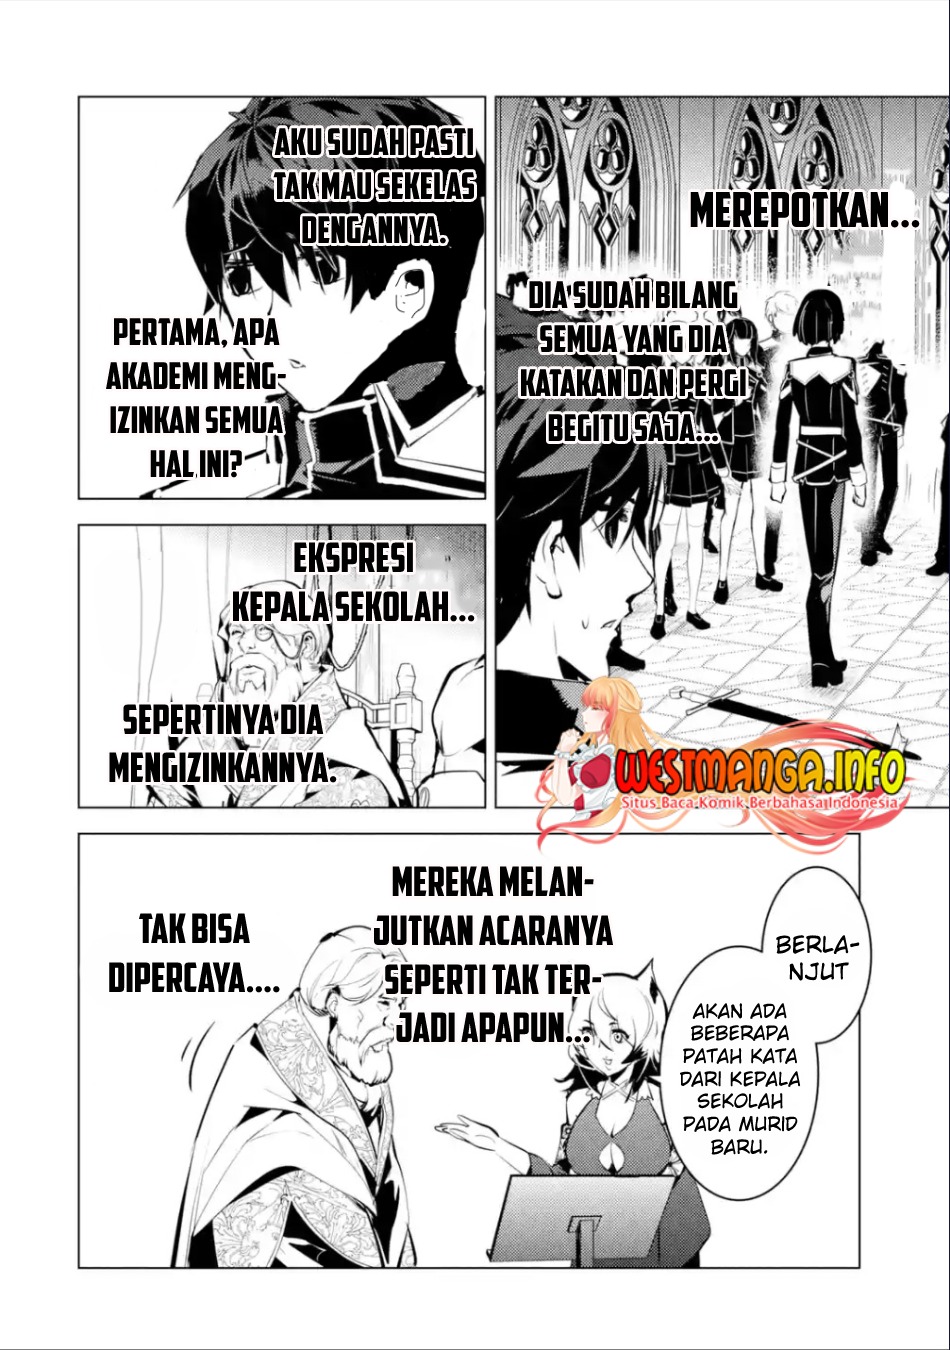 MEREPOTKAN...
DIA SUDAH BILANG
SEMUA YANG DIA
KATAKAN DAN PERGI
BEGITU SAJA...
AKU SUDAH PASTI
TAK MAU SEKELAS
DENGANNYA.
PERTAMA, APA
AKADEMI MENG-
IZINKAN SEMUA
HAL INI?
EKSPRESI
KEPALA SEKOLAH...
SEPERTINYA DIA
MENGIZINKANNYA.
WESTMANGA.INFO
Situs Baca Komik Berbahasa Indonesia
BERLA-
NJUT
AKAN ADA
BEBERAPA
PATAH KATA
DARI KEPALA
SEKOLAH
PADA MURID
BARU.
MEREKA MELAN-
JUTKAN ACARANYA
SEPERTI TAK TER-
JADI APAPUN...
TAK BISA
DIPERCAYA....